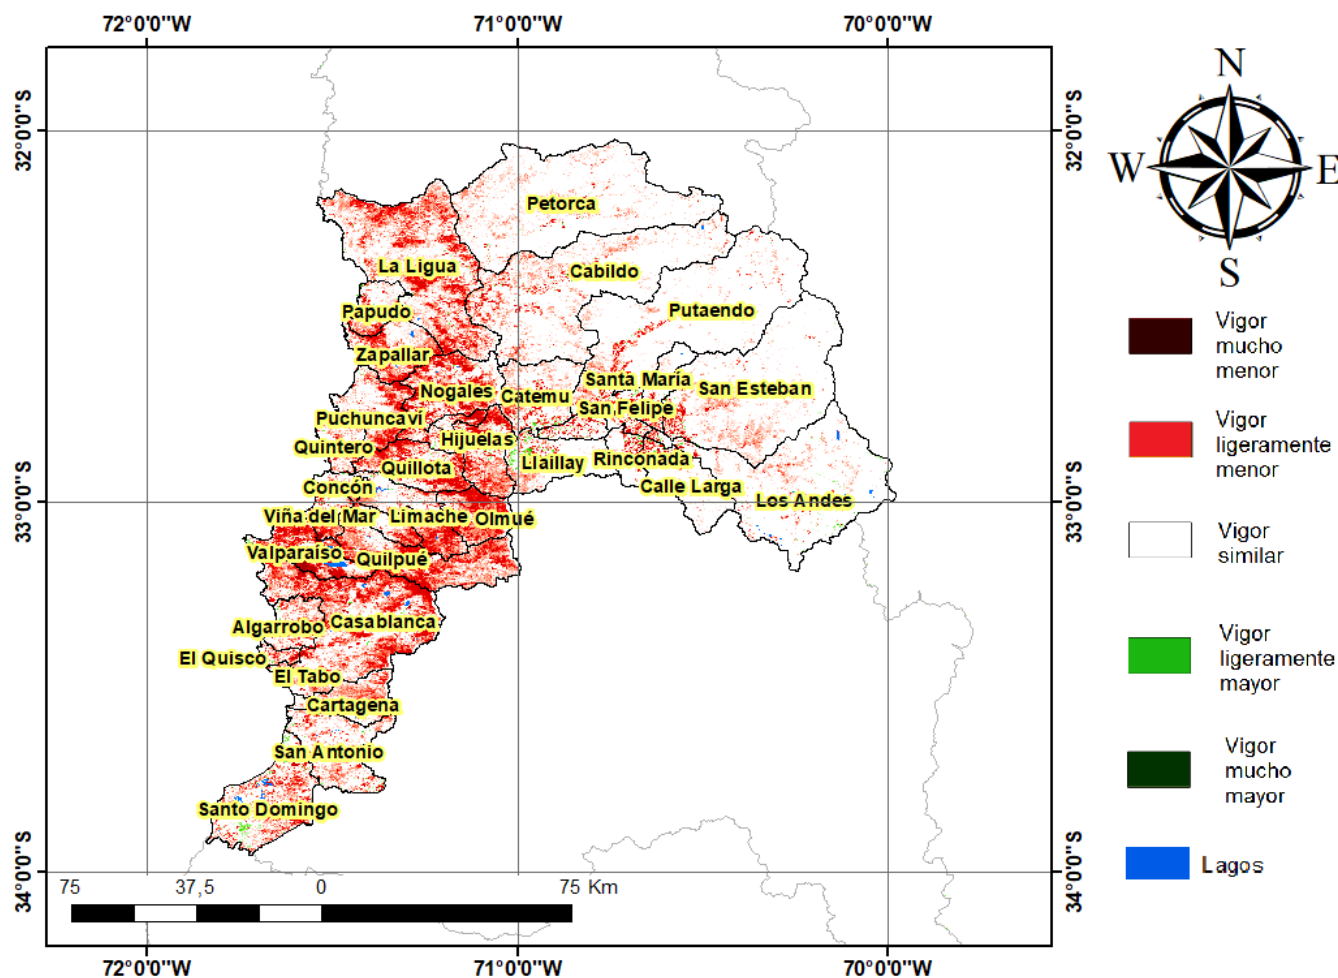 72°0'0"W 71°0'0"W 70°0'0"W
32°0'0"S
32°0'0"S
33°0'0"S
33°0'0"S
34°0'0"S
34°0'0"S
N
W E
S
Petorca
La Ligua
Cabildo
Papudo
Putaendo
Zapallar
Santa María
Nogales
Catemu
San Esteban
San Felipe
Puchuncaví
Hijuelas
Quintero
Quillota
Llaillay
Rinconada
Concón
Calle Larga
Los Andes
Viña del Mar
Limache
Olmué
Valparaíso
Quilpué
Algarrobo
Casablanca
El Quisco
El Tabo
Cartagena
San Antonio
Santo Domingo
75 37,5 0 75 Km
72°0'0"W 71°0'0"W 70°0'0"W
Vigor
mucho
menor
Vigor
ligeramente
menor
Vigor
similar
Vigor
ligeramente
mayor
Vigor
mucho
mayor
Lagos